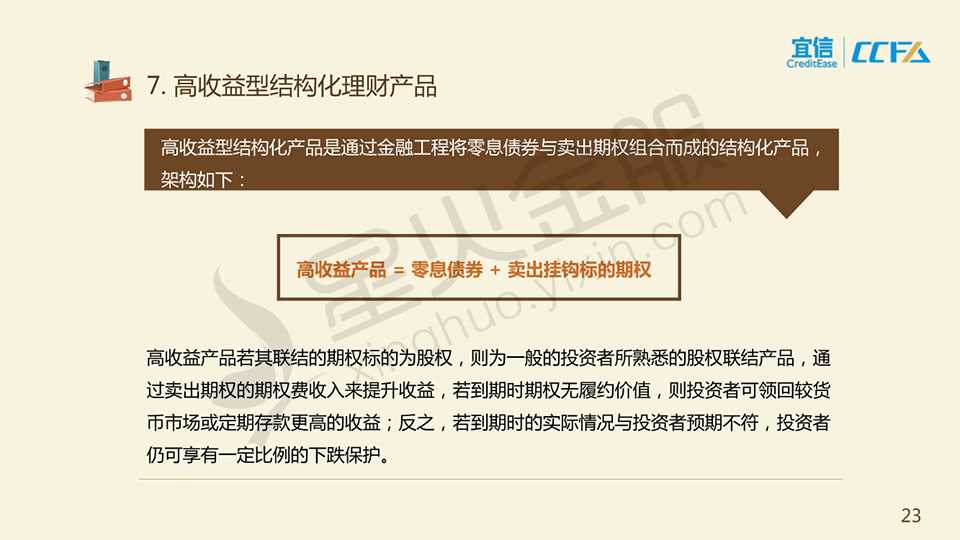 宜信
CreditEase
CCFA
7. 高收益型结构化理财产品
高收益型结构化产品是通过金融工程将零息债券与卖出期权组合而成的结构化产品，
架构如下：
高收益产品 = 零息债券 + 卖出挂钩标的期权
高收益产品若其联结的期权标的为股权，则为一般的投资者所熟悉的股权联结产品，通
过卖出期权的期权费收入来提升收益，若到期时期权无履约价值，则投资者可领回较货
币市场或定期存款更高的收益；反之，若到期时的实际情况与投资者预期不符，投资者
仍可享有一定比例的下跌保护。
星火金服
xinghuo.yixin.com
23